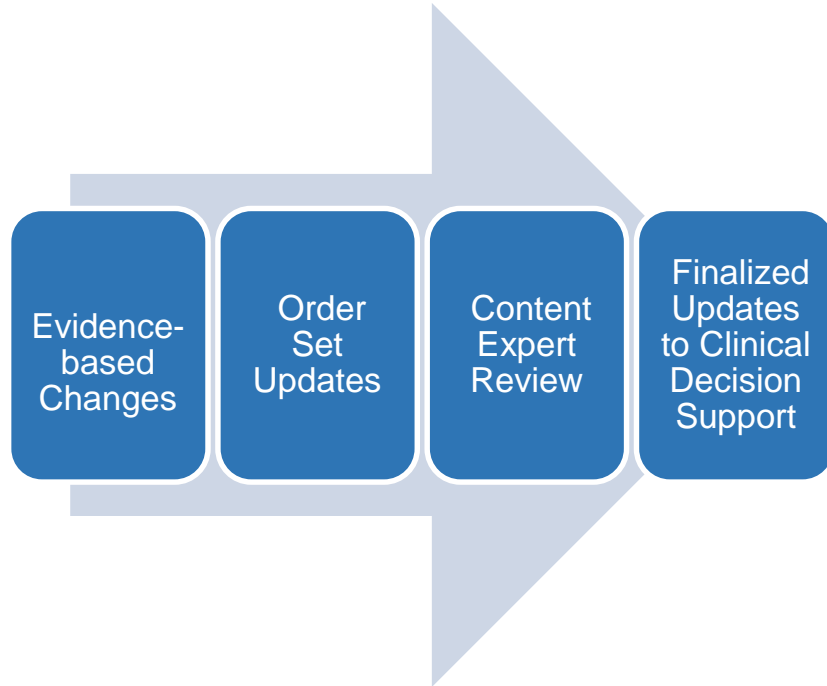 Evidence-
based
Changes
Order
Set
Updates
Content
Expert
Review
Finalized
Updates
to Clinical
Decision
Support